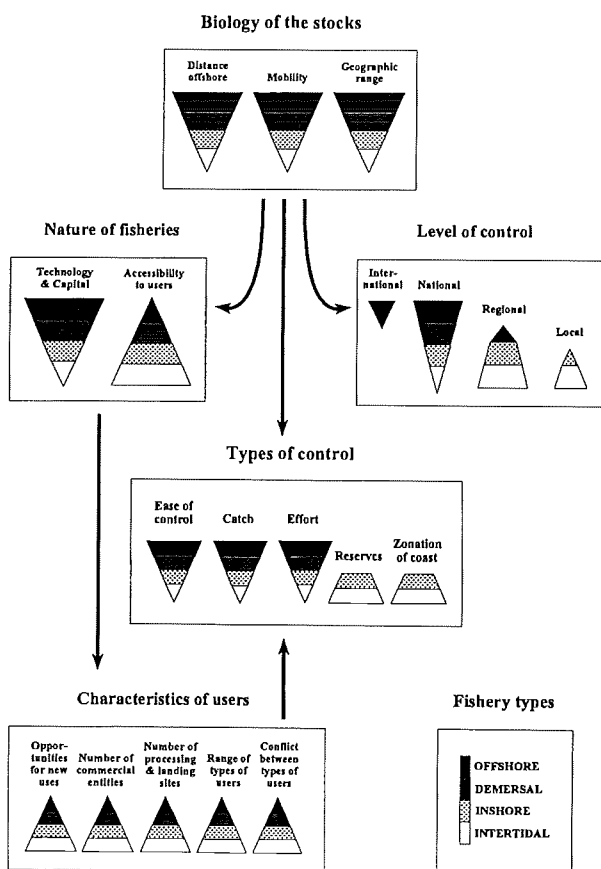 Biology of the stocks
Distance
offshore
Mobility
Geographic
range
Nature of fisheries
Technology
& Capital
Accessibility
to users
Level of control
Inter-
national
National
Regional
Local
Types of control
Ease of
control
Catch
Effort
Reserves
Zonation
of coast
Characteristics of users
Oppor-
tunities
for new
uses
Number of
commercial
entities
Number of
processing
& landing
sites
Range of
types of
users
Conflict
between
types of
users
Fishery types
OFFSHORE
DEMERSAL
INSHORE
INTERTIDAL